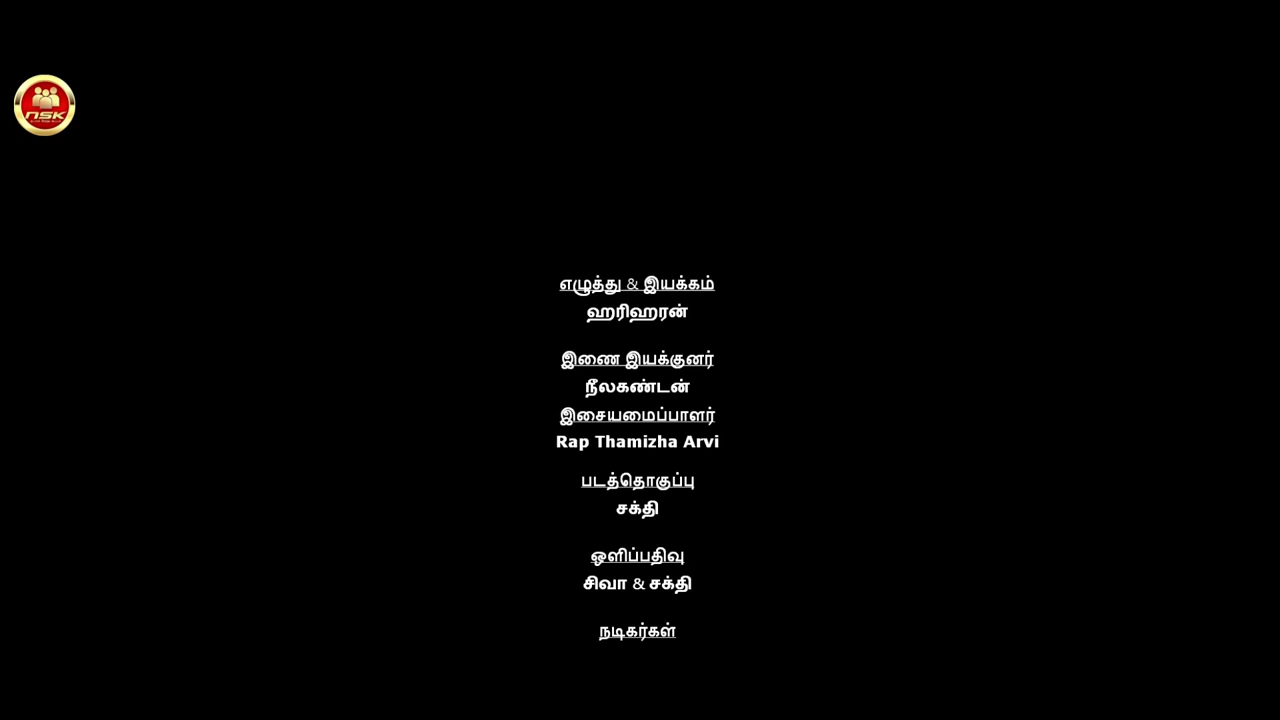 nsk
எழுத்து & இயக்கம்
ஹரிஹரன்
இணை இயக்குனர்
நீலகண்டன்
இசையமைப்பாளர்
Rap Thamizha Arvi
படத்தொகுப்பு
சக்தி
ஒளிப்பதிவு
சிவா & சக்தி
நடிகர்கள்